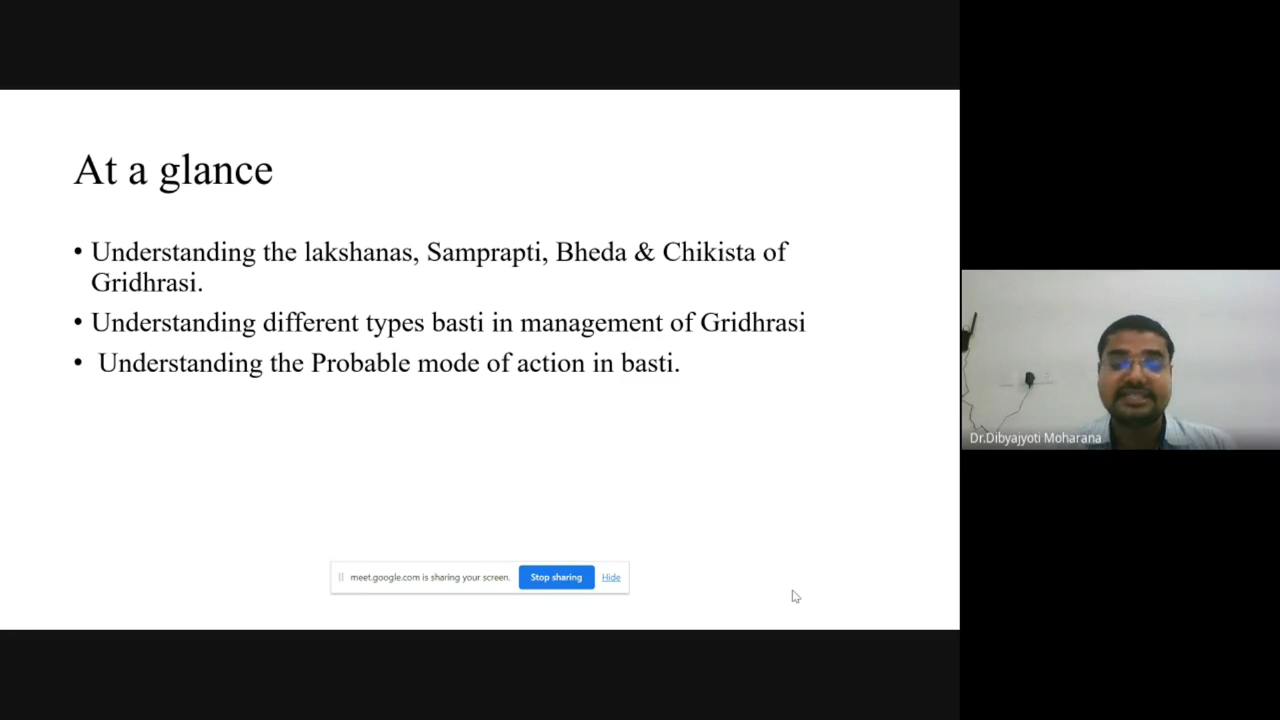 At a glance
• Understanding the lakshanas, Samprapti, Bheda & Chikista of
Gridhrasi.
• Understanding different types basti in management of Gridhrasi
• Understanding the Probable mode of action in basti.
meet.google.com is sharing your screen. Stop sharing Hide
Dr.Dibyajyoti Moharana